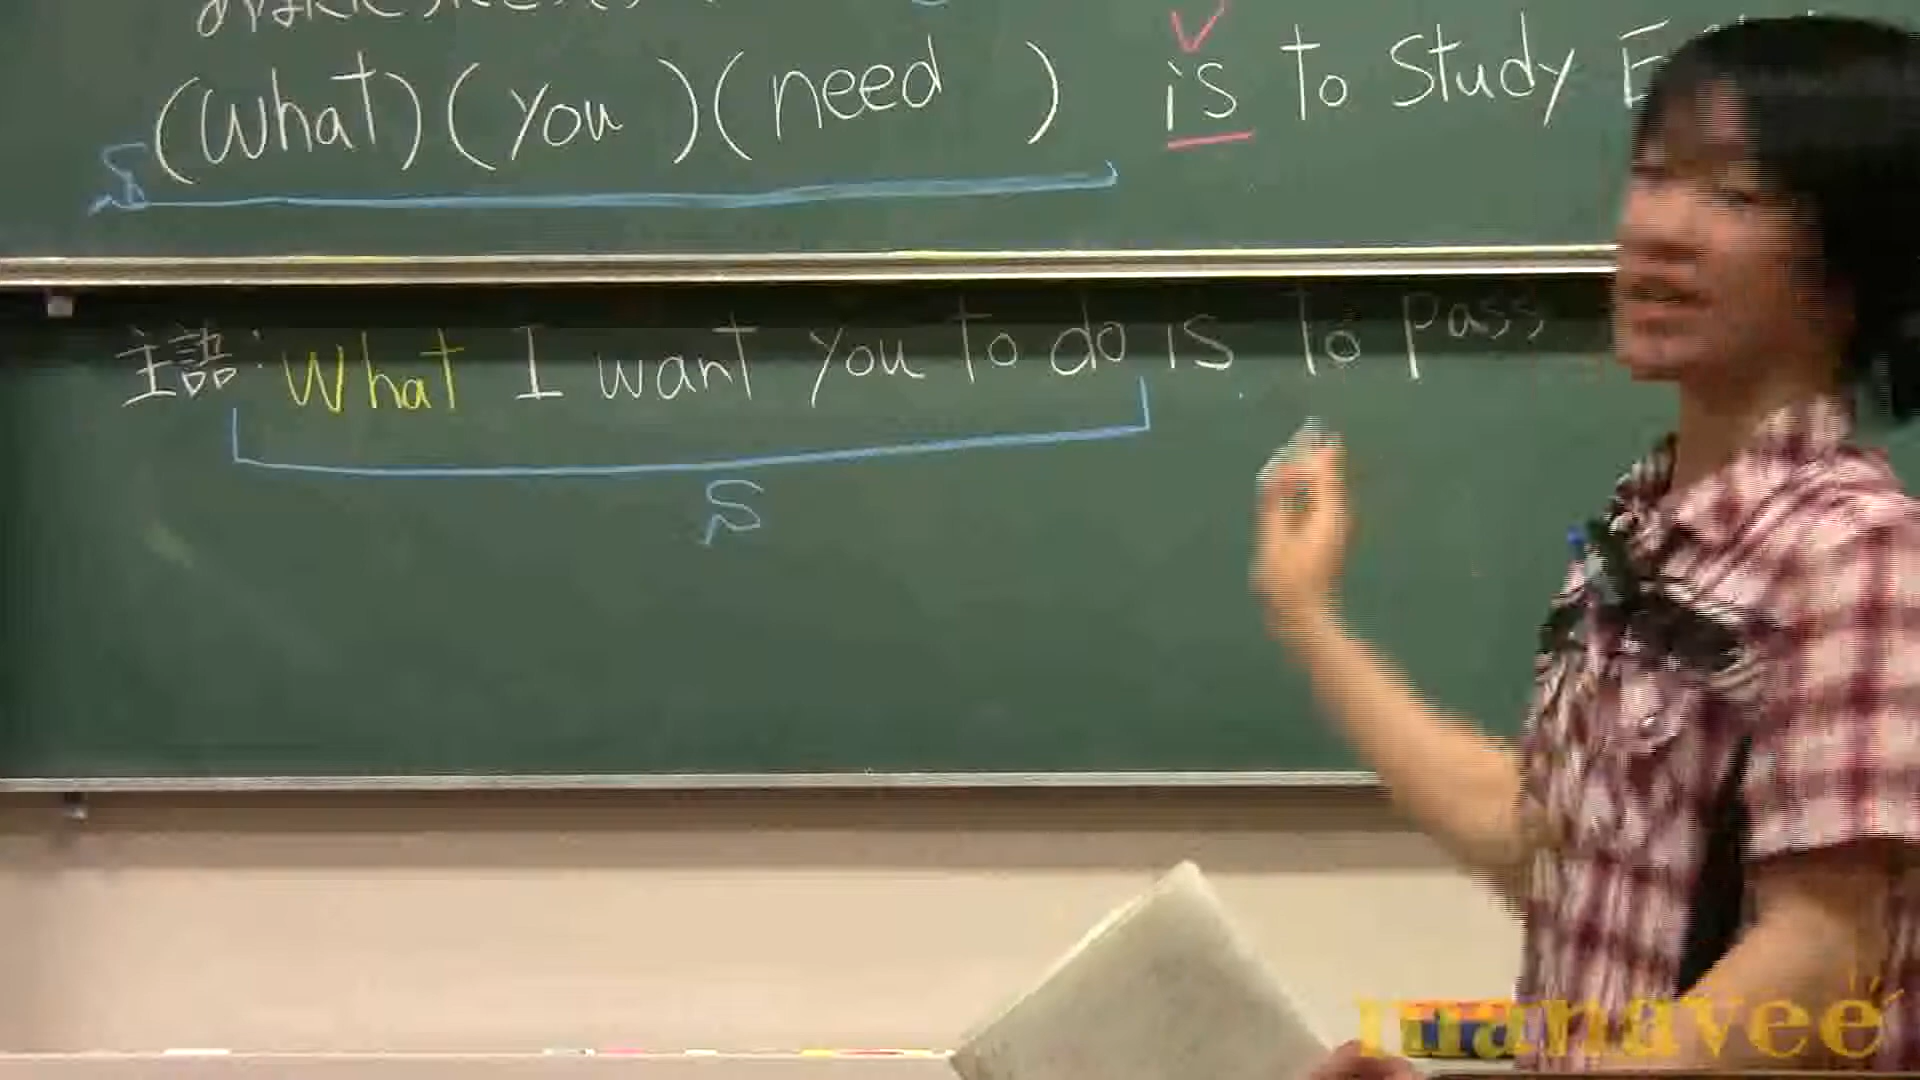 (What) (you) (need) is to study
V
S
主語: What I want you to do is to pass
S
manavee